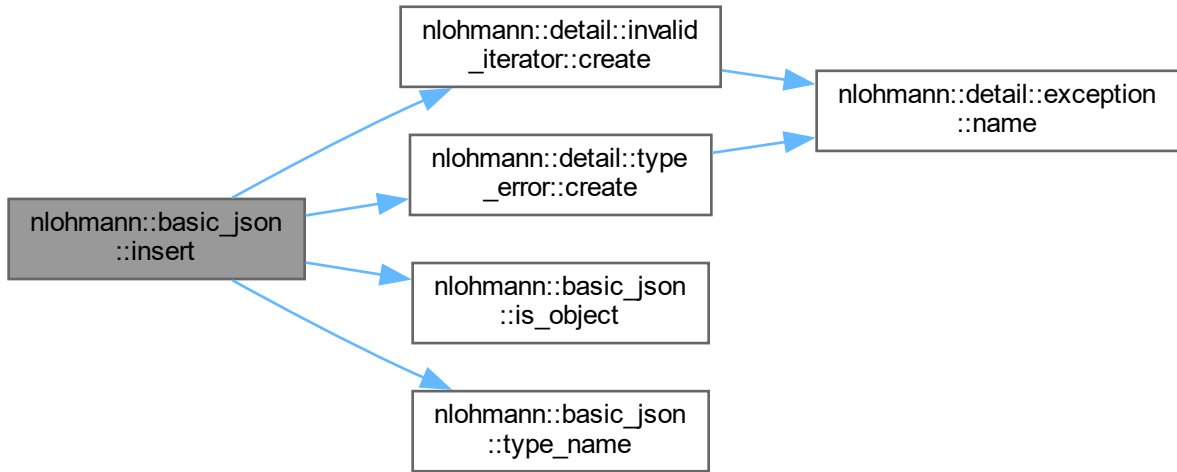 nlohmann::basic_json
::insert
nlohmann::detail::invalid
_iterator::create
nlohmann::detail::type
_error::create
nlohmann::basic_json
::is_object
nlohmann::basic_json
::type_name
nlohmann::detail::exception
::name